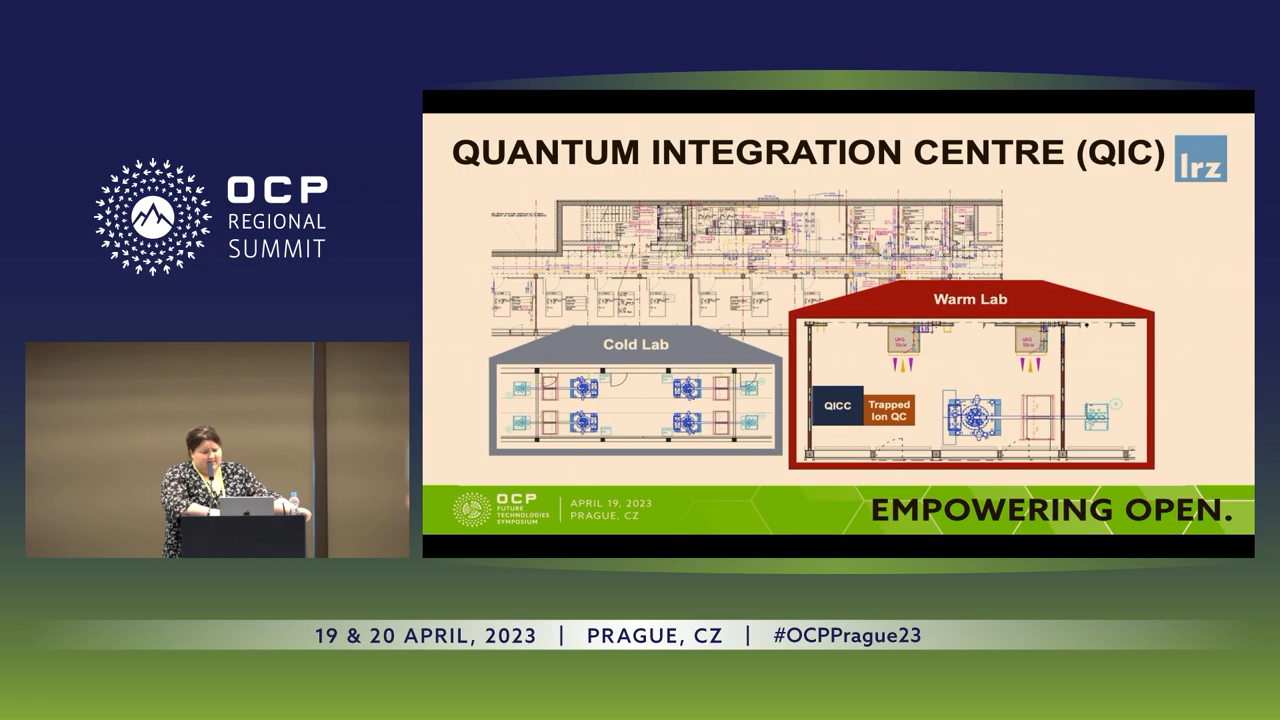 OCP
REGIONAL
SUMMIT
QUANTUM INTEGRATION CENTRE (QIC)
lrz
Warm Lab
Cold Lab
QICC
Trapped
Ion QC
OCP
FUTURE
TECHNOLOGIES
SYMPOSIUM
APRIL 19, 2023
PRAGUE, CZ
EMPOWERING OPEN.
19 & 20 APRIL, 2023 | PRAGUE, CZ | #OCPPrague23